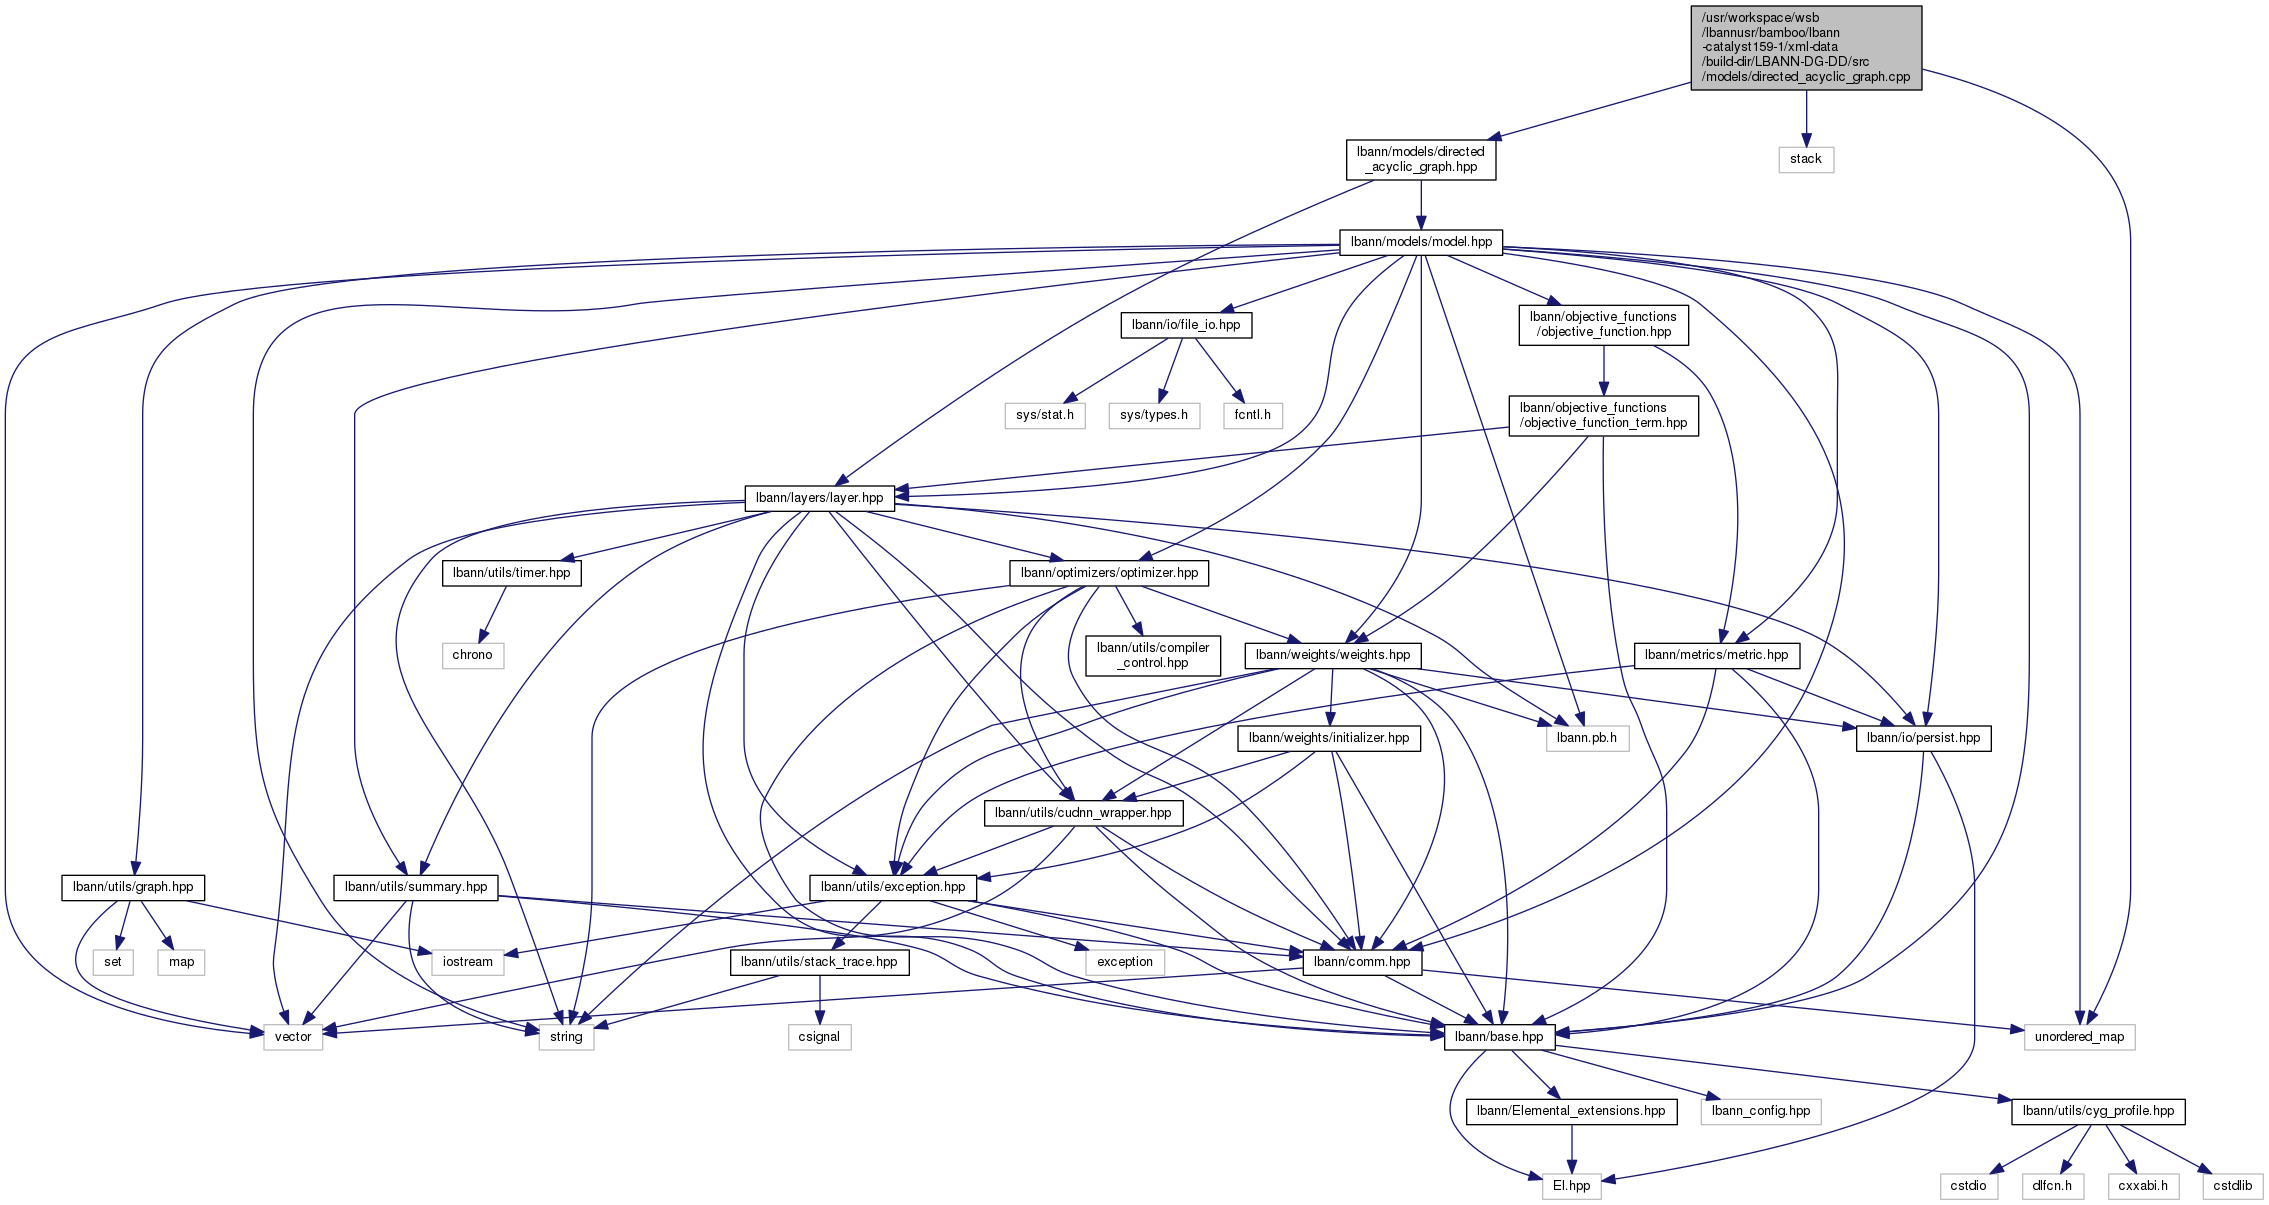 /usr/workspace/wsb
/lbannusr/bamboo/lbann
-catalyst159-1/xml-data
/build-dir/LBANN-DG-DD/src
/models/directed_acyclic_graph.cpp
lbann/models/directed
_acyclic_graph.hpp
stack
lbann/models/model.hpp
lbann/io/file_io.hpp
lbann/objective_functions
/objective_function.hpp
sys/stat.h
sys/types.h
fcntl.h
lbann/objective_functions
/objective_function_term.hpp
lbann/layers/layer.hpp
lbann/utils/timer.hpp
lbann/optimizers/optimizer.hpp
chrono
lbann/utils/compiler
_control.hpp
lbann/weights/weights.hpp
lbann/metrics/metric.hpp
lbann/weights/initializer.hpp
lbann.pb.h
lbann/io/persist.hpp
lbann/utils/cudnn_wrapper.hpp
lbann/utils/graph.hpp
lbann/utils/summary.hpp
lbann/utils/exception.hpp
set
map
iostream
lbann/utils/stack_trace.hpp
exception
lbann/comm.hpp
vector
string
csignal
lbann/base.hpp
unordered_map
lbann/Elemental_extensions.hpp
lbann_config.hpp
lbann/utils/cyg_profile.hpp
El.hpp
cstdio
dlfcn.h
cxxabi.h
cstdlib